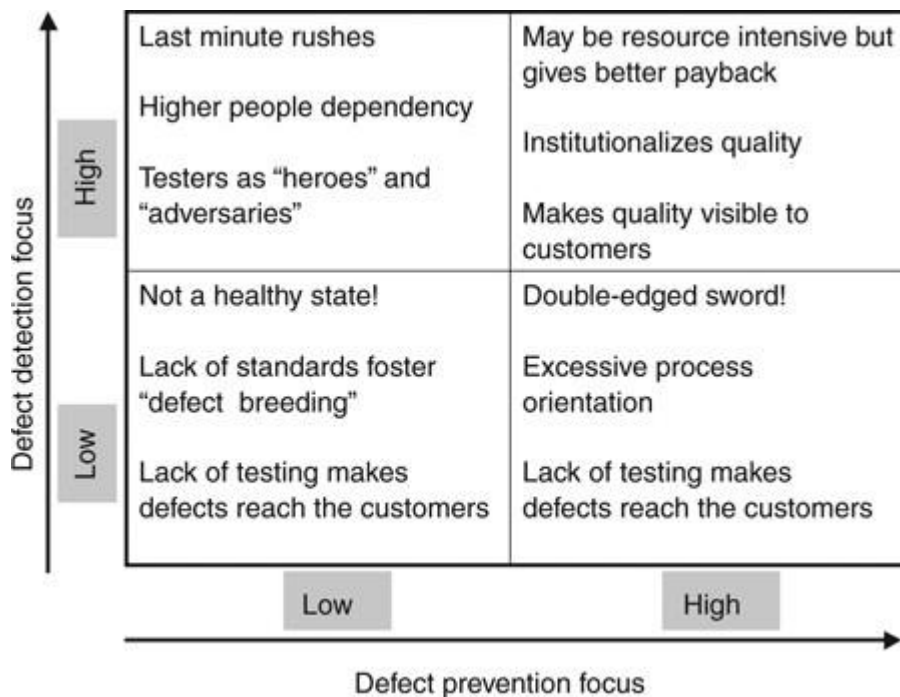 Defect detection focus
High
Low
Last minute rushes
Higher people dependency
Testers as “heroes” and
“adversaries”
May be resource intensive but
gives better payback
Institutionalizes quality
Makes quality visible to
customers
Not a healthy state!
Lack of standards foster
“defect breeding”
Lack of testing makes
defects reach the customers
Double-edged sword!
Excessive process
orientation
Lack of testing makes
defects reach the customers
Low
High
Defect prevention focus